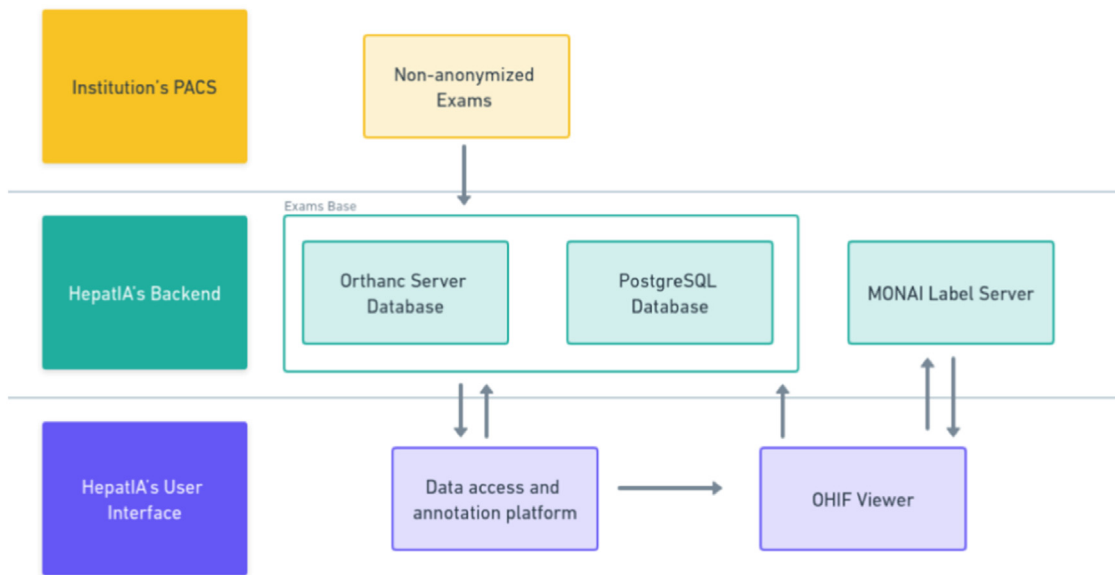 Institution's PACS
Non-anonymized
Exams
Exams Base
HepatIA's Backend
Orthanc Server
Database
PostgreSQL
Database
MONAI Label Server
HepatIA's User
Interface
Data access and
annotation platform
OHIF Viewer